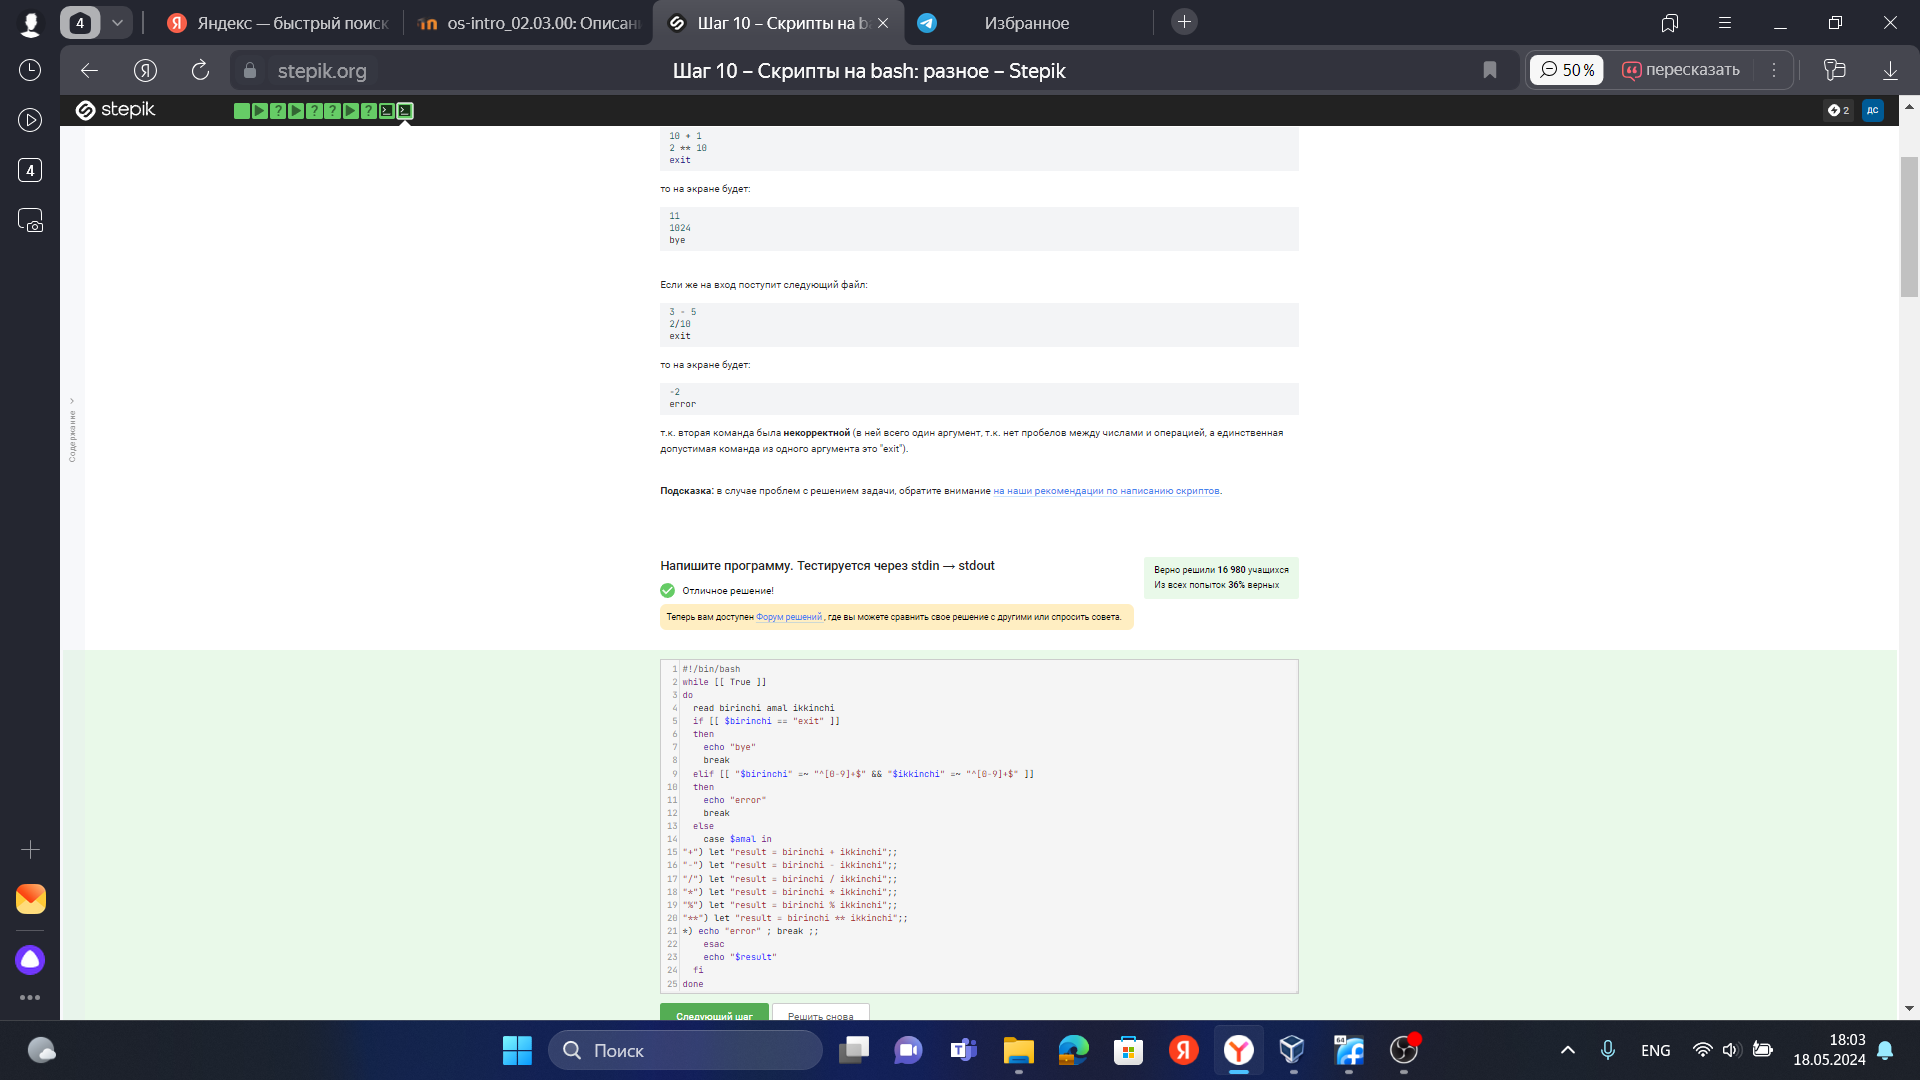 4
Яндекс — быстрый поиск
os-intro_02.03.00: Описан
Шаг 10 – Скрипты на b
Избранное
stepik.org
Шаг 10 – Скрипты на bash: разное – Stepik
50 %
пересказать
4
stepik
2
ДС
Содержание
10 + 1
2 ** 10
exit
то на экране будет:
11
1024
bye
Если же на вход поступит следующий файл:
3 - 5
2/10
exit
то на экране будет:
-2
error
т.к. вторая команда была некорректной (в ней всего один аргумент, т.к. нет пробелов между числами и операцией, а единственная
допустимая команда из одного аргумента это "exit").
Подсказка: в случае проблем с решением задачи, обратите внимание на наши рекомендации по написанию скриптов.
Напишите программу. Тестируется через stdin → stdout
Верно решили 16 980 учащихся
Из всех попыток 36% верных
Отличное решение!
Теперь вам доступен Форум решений, где вы можете сравнить свое решение с другими или спросить совета.
1 #!/bin/bash
2 while [[ True ]]
3 do
4 read birinchi amal ikkinchi
5 if [[ $birinchi == "exit" ]]
6 then
7 echo "bye"
8 break
9 elif [[ "$birinchi" =~ "^[0-9]+$" && "$ikkinchi" =~ "^[0-9]+$" ]]
10 then
11 echo "error"
12 break
13 else
14 case $amal in
15 "+") let "result = birinchi + ikkinchi";;
16 "-") let "result = birinchi - ikkinchi";;
17 "/") let "result = birinchi / ikkinchi";;
18 "*") let "result = birinchi * ikkinchi";;
19 "%") let "result = birinchi % ikkinchi";;
20 "**") let "result = birinchi ** ikkinchi";;
21 *) echo "error" ; break ;;
22 esac
23 echo "$result"
24 fi
25 done
Следующий шаг
Решить снова
Поиск
64
ENG
18:03
18.05.2024